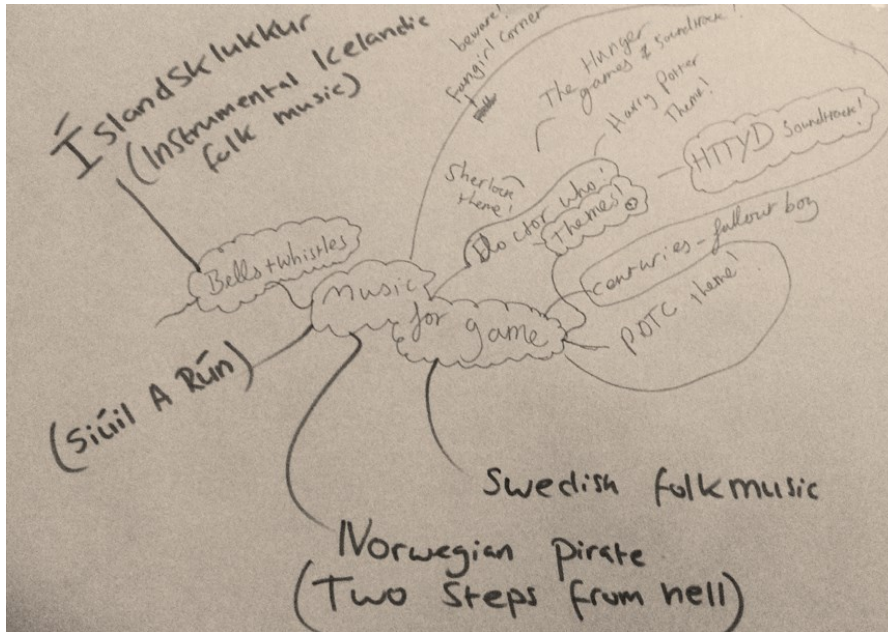 Íslandsklukkur
(Instrumental Icelandic
folk music)
beware!
fangirl corner
The Hunger
games soundtrack!
Harry Potter
Theme!
Sherlock
theme!
Doctor who!
Themes!
HTTYD soundtrack!
Bells+whistles
music
for game
centuries - fallout boy
POTC theme!
(Siúil A Rún)
Swedish folkmusic
Norwegian pirate
(Two Steps from hell)